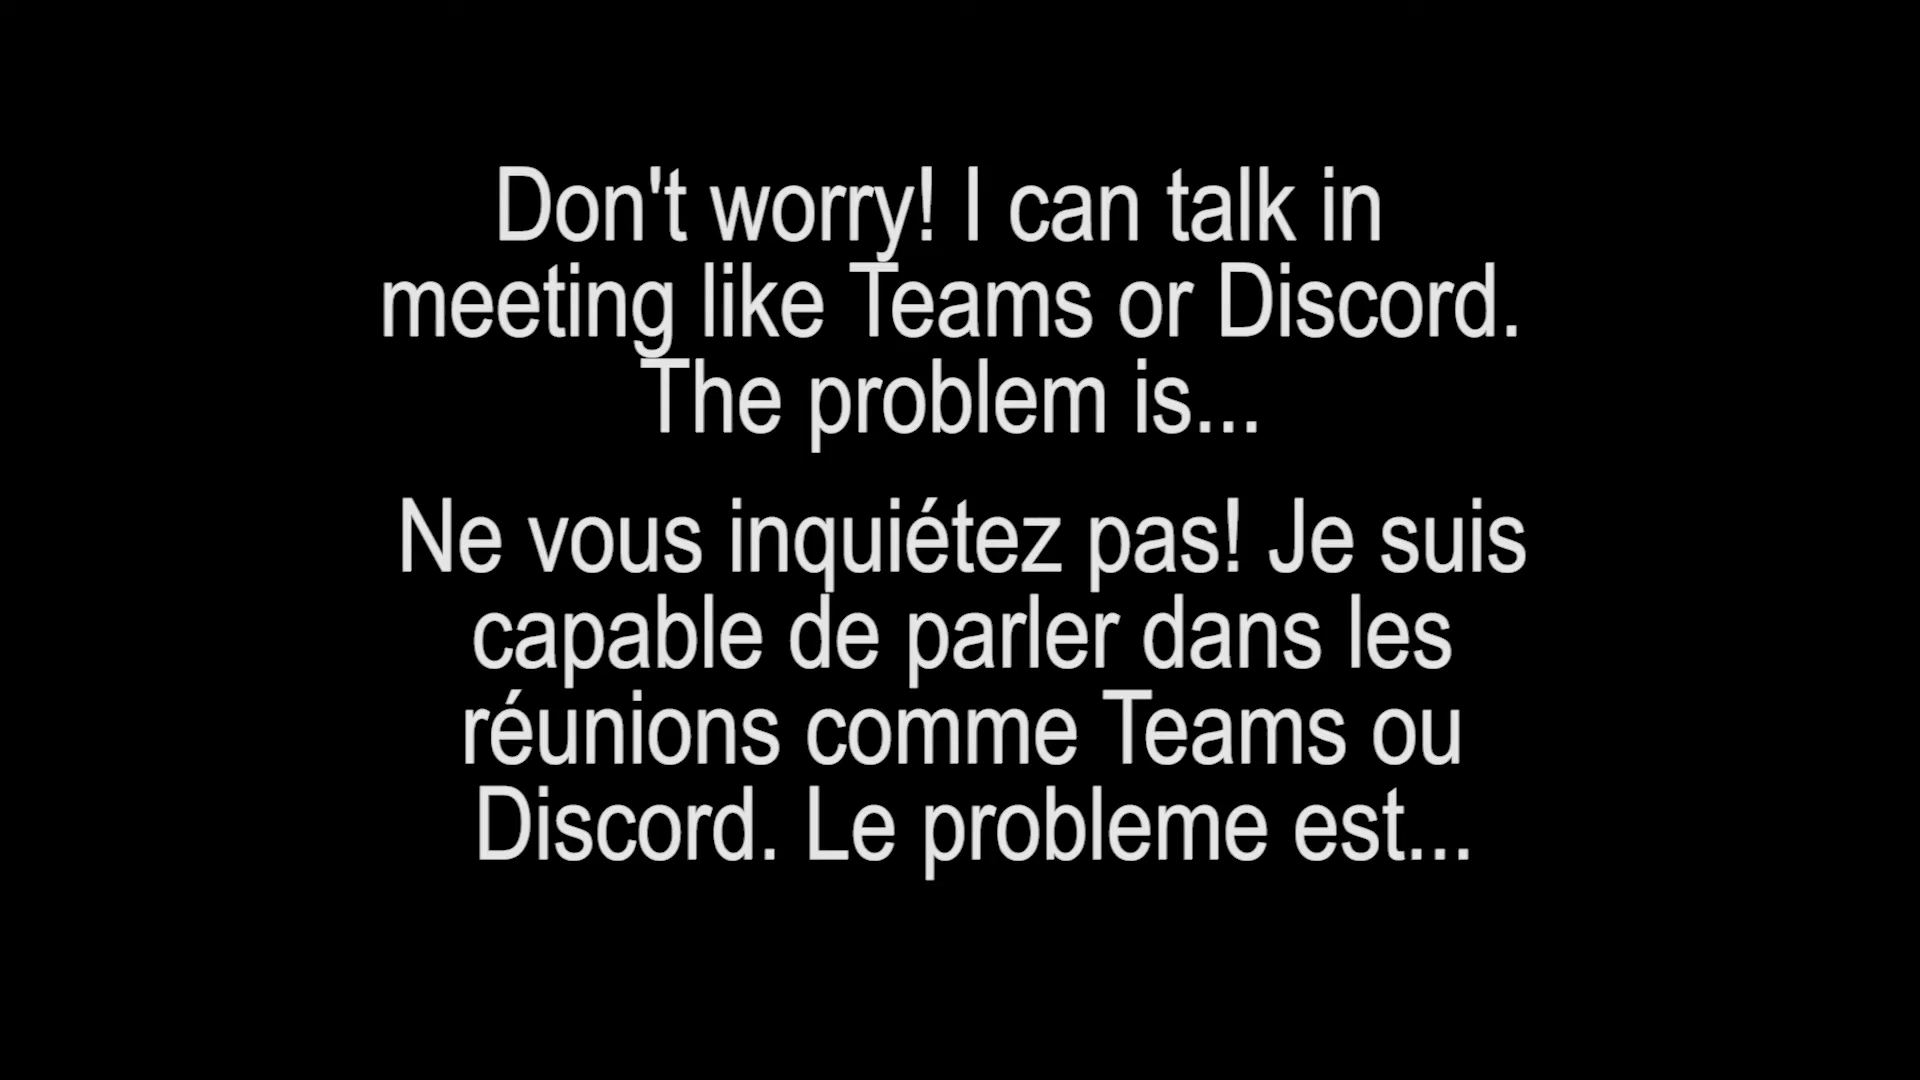 Don't worry! I can talk in
meeting like Teams or Discord.
The problem is...
Ne vous inquiétez pas! Je suis
capable de parler dans les
réunions comme Teams ou
Discord. Le probleme est...